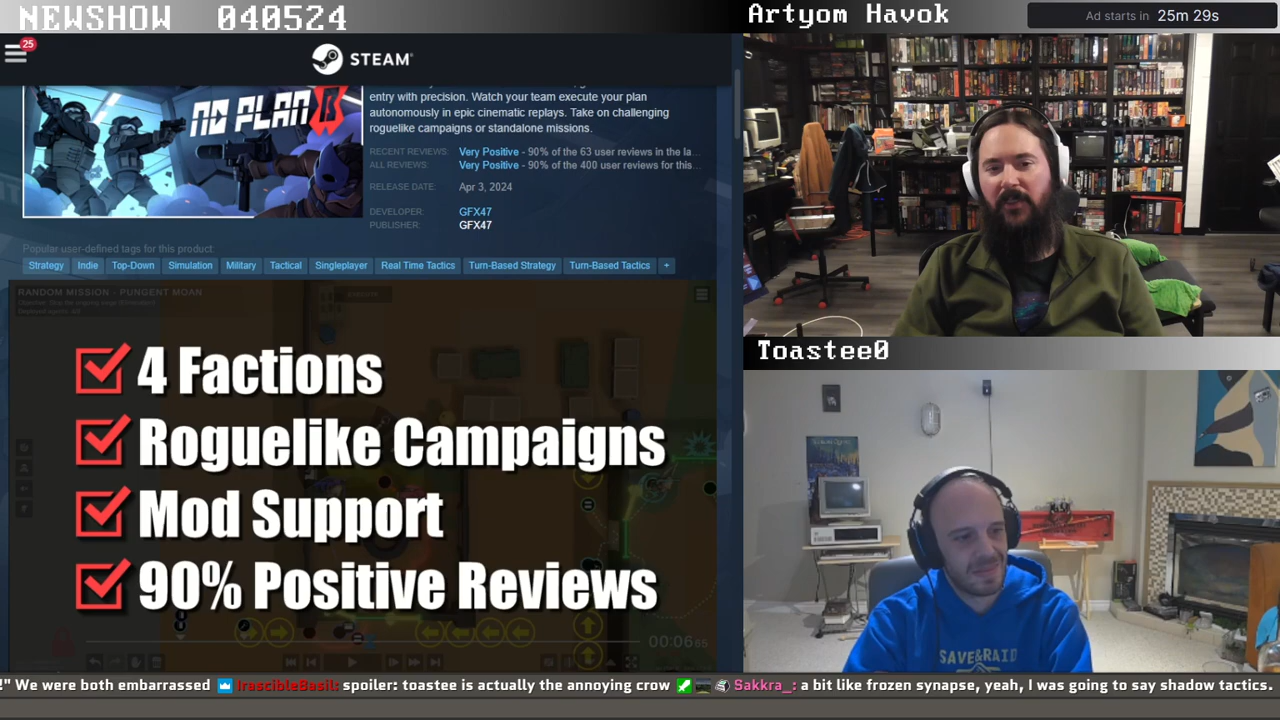 NEWSHOW 040524
25
STEAM
NO PLAN B
entry with precision. Watch your team execute your plan
autonomously in epic cinematic replays. Take on challenging
roguelike campaigns or standalone missions.
RECENT REVIEWS: Very Positive - 90% of the 63 user reviews in the la...
ALL REVIEWS: Very Positive - 90% of the 400 user reviews for this...
RELEASE DATE: Apr 3, 2024
DEVELOPER: GFX47
PUBLISHER: GFX47
Popular user-defined tags for this product:
Strategy Indie Top-Down Simulation Military Tactical Singleplayer Real Time Tactics Turn-Based Strategy Turn-Based Tactics +
RANDOM MISSION - PUNGENT MOAN
EXECUTE
4 Factions
Roguelike Campaigns
Mod Support
90% Positive Reviews
00:06 65
Artyom Havok
Ad starts in 25m 29s
Toastee0
SAVE&RAID
!" We were both embarrassed IrascibleBasil: spoiler: toastee is actually the annoying crow Sakkra_: a bit like frozen synapse, yeah, I was going to say shadow tactics.